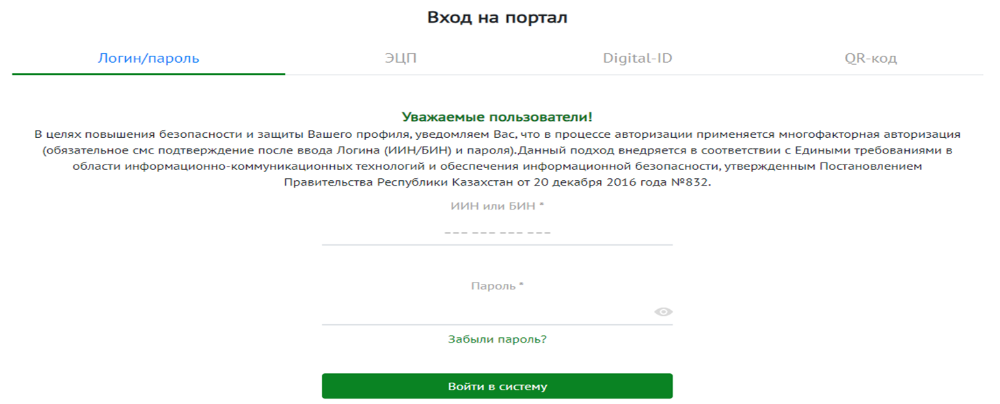 Вход на портал
Логин/пароль ЭЦП Digital-ID QR-код
Уважаемые пользователи!
В целях повышения безопасности и защиты Вашего профиля, уведомляем Вас, что в процессе авторизации применяется многофакторная авторизация
(обязательное смс подтверждение после ввода Логина (ИИН/БИН) и пароля).Данный подход внедряется в соответствии с Едиными требованиями в
области информационно-коммуникационных технологий и обеспечения информационной безопасности, утвержденным Постановлением
Правительства Республики Казахстан от 20 декабря 2016 года №832.
ИИН или БИН *
___ ___ ___ ___
Пароль *
Забыли пароль?
Войти в систему